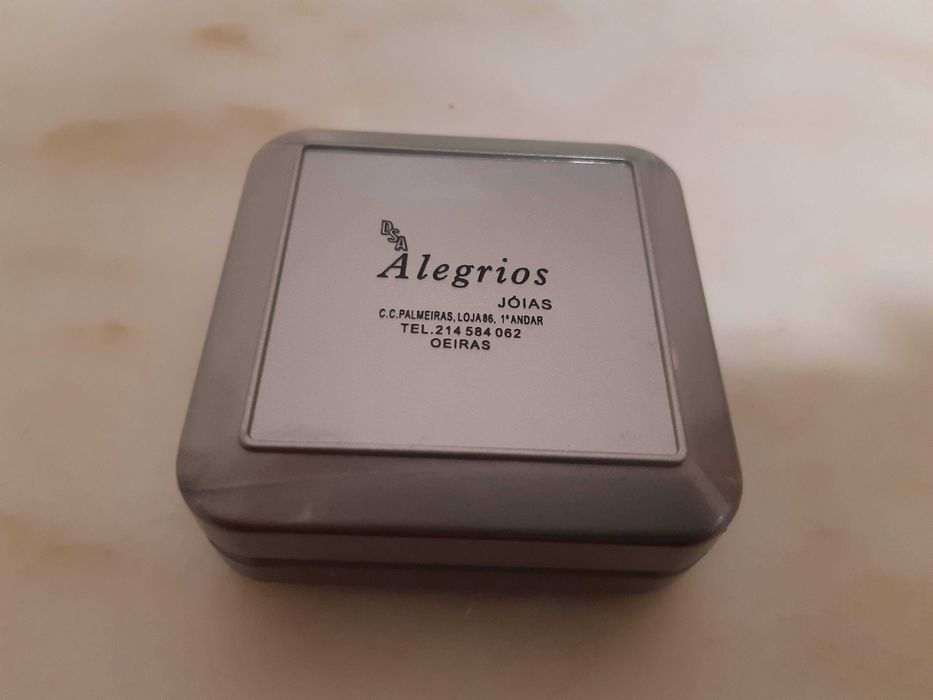 DSA
Alegrios
JÓIAS
C.C.PALMEIRAS, LOJA 86, 1º ANDAR
TEL.214 584 062
OEIRAS